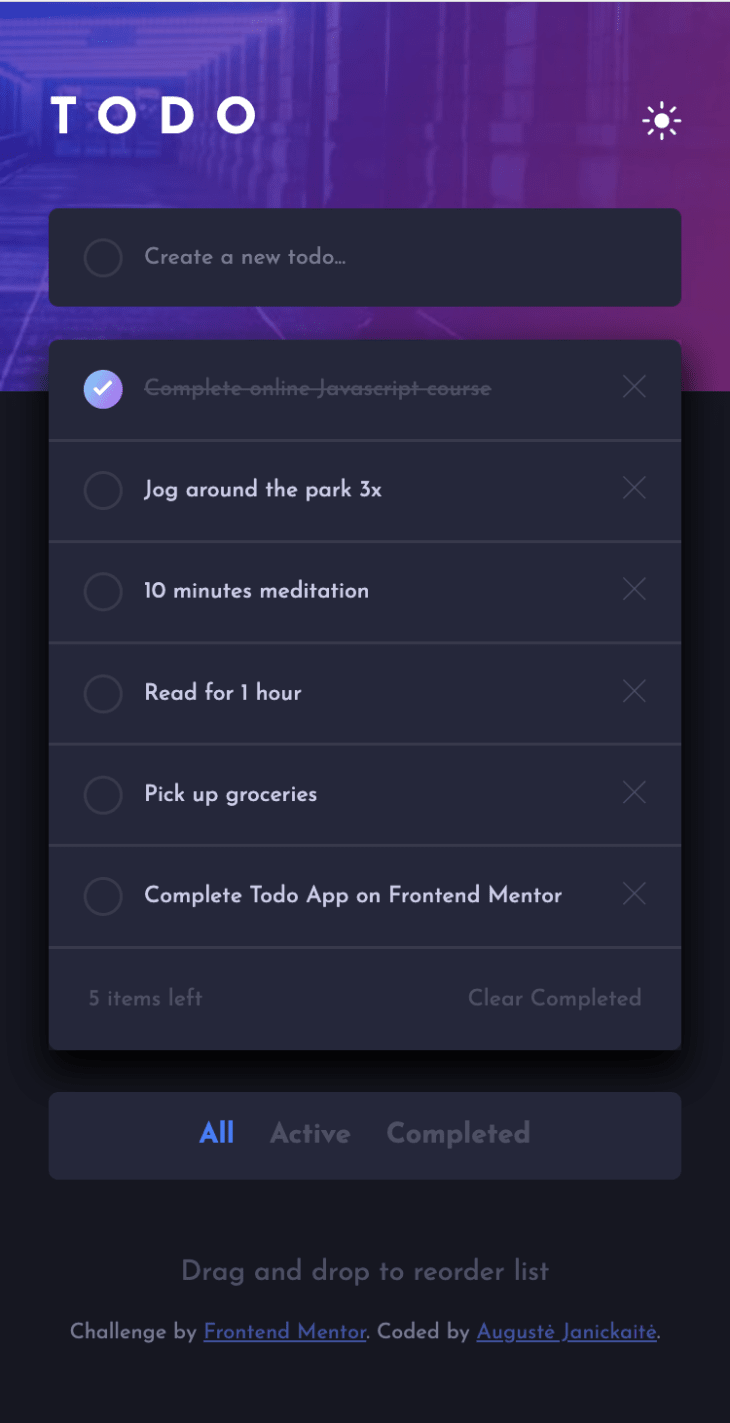 TODO
Create a new todo...
Complete online Javascript course
Jog around the park 3x
10 minutes meditation
Read for 1 hour
Pick up groceries
Complete Todo App on Frontend Mentor
5 items left Clear Completed
All Active Completed
Drag and drop to reorder list
Challenge by Frontend Mentor. Coded by Augustė Janickaitė.